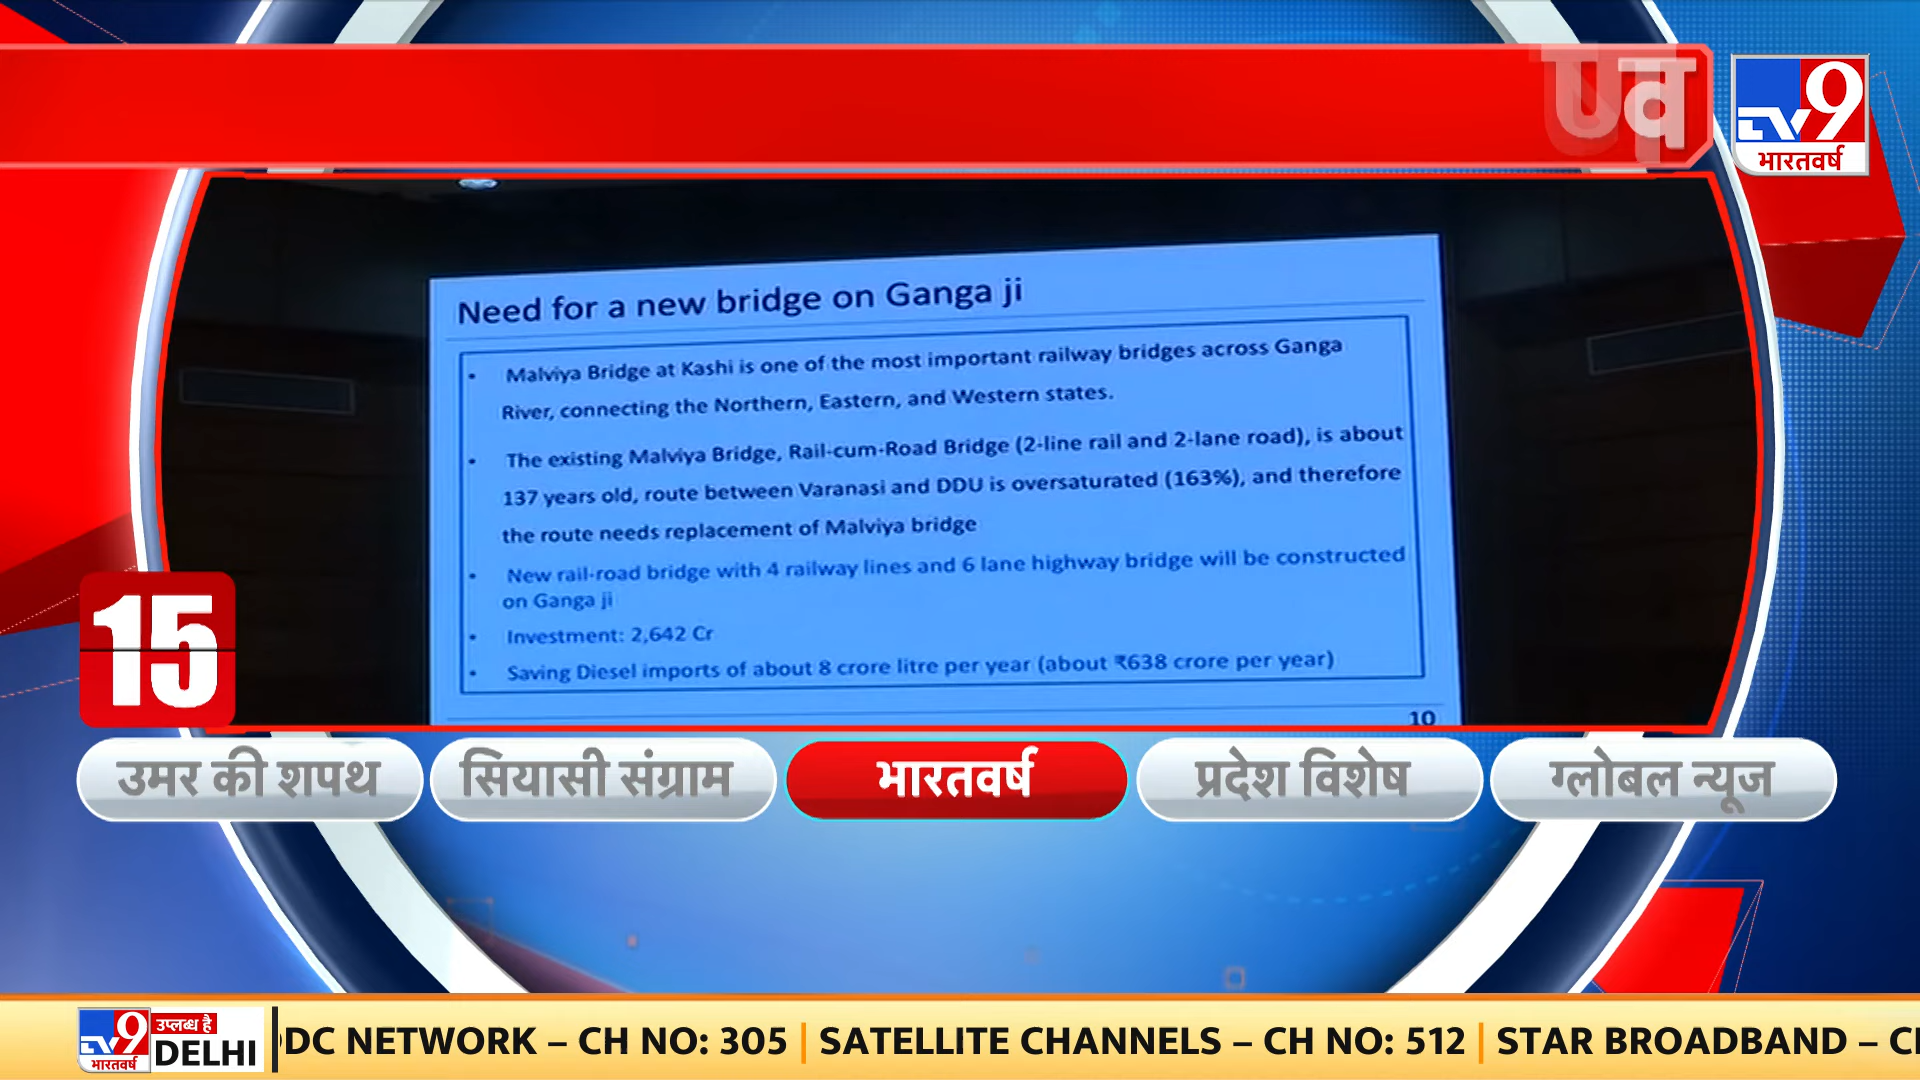 TV9
भारतवर्ष
Need for a new bridge on Ganga ji
• Malviya Bridge at Kashi is one of the most important railway bridges across Ganga
River, connecting the Northern, Eastern, and Western states.
• The existing Malviya Bridge, Rail-cum-Road Bridge (2-line rail and 2-lane road), is about
137 years old, route between Varanasi and DDU is oversaturated (163%), and therefore
the route needs replacement of Malviya bridge
• New rail-road bridge with 4 railway lines and 6 lane highway bridge will be constructed
on Ganga ji
• Investment: 2,642 Cr
• Saving Diesel imports of about 8 crore litre per year (about ₹638 crore per year)
10
15
उमर की शपथ
सियासी संग्राम
भारतवर्ष
प्रदेश विशेष
ग्लोबल न्यूज
TV9
भारतवर्ष
उप्लब्ध है
DELHI
DC NETWORK – CH NO: 305 | SATELLITE CHANNELS – CH NO: 512 | STAR BROADBAND –